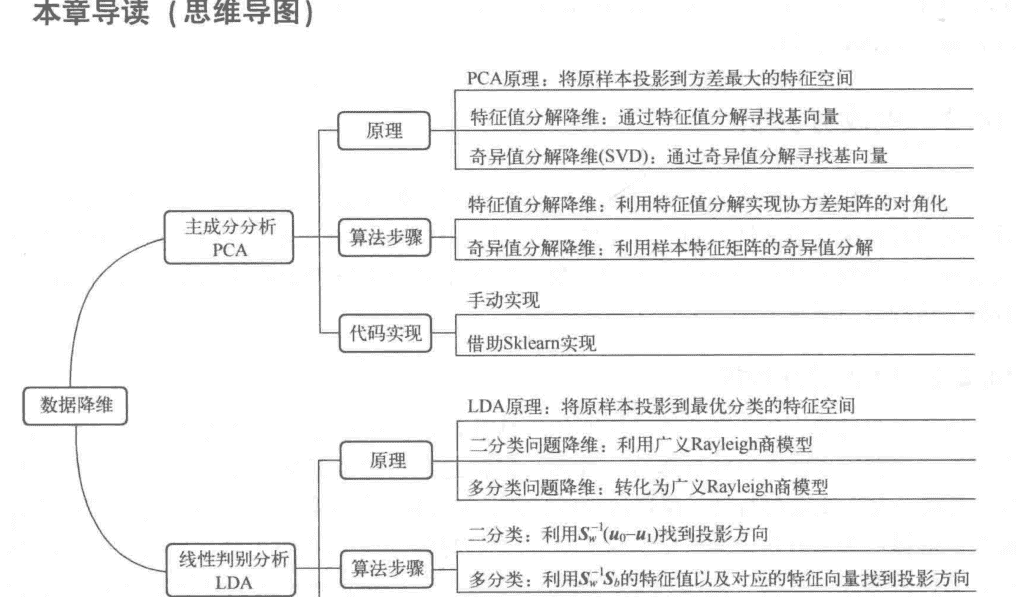 本章导读（思维导图）
PCA原理：将原样本投影到方差最大的特征空间
原理
特征值分解降维：通过特征值分解寻找基向量
奇异值分解降维(SVD)：通过奇异值分解寻找基向量
特征值分解降维：利用特征值分解实现协方差矩阵的对角化
主成分分析
PCA
算法步骤
奇异值分解降维：利用样本特征矩阵的奇异值分解
手动实现
代码实现
借助Sklearn实现
数据降维
LDA原理：将原样本投影到最优分类的特征空间
原理
二分类问题降维：利用广义Rayleigh商模型
多分类问题降维：转化为广义Rayleigh商模型
二分类：利用S_w^{-1}(u_0-u_1)找到投影方向
线性判别分析
LDA
算法步骤
多分类：利用S_w^{-1}S_b的特征值以及对应的特征向量找到投影方向